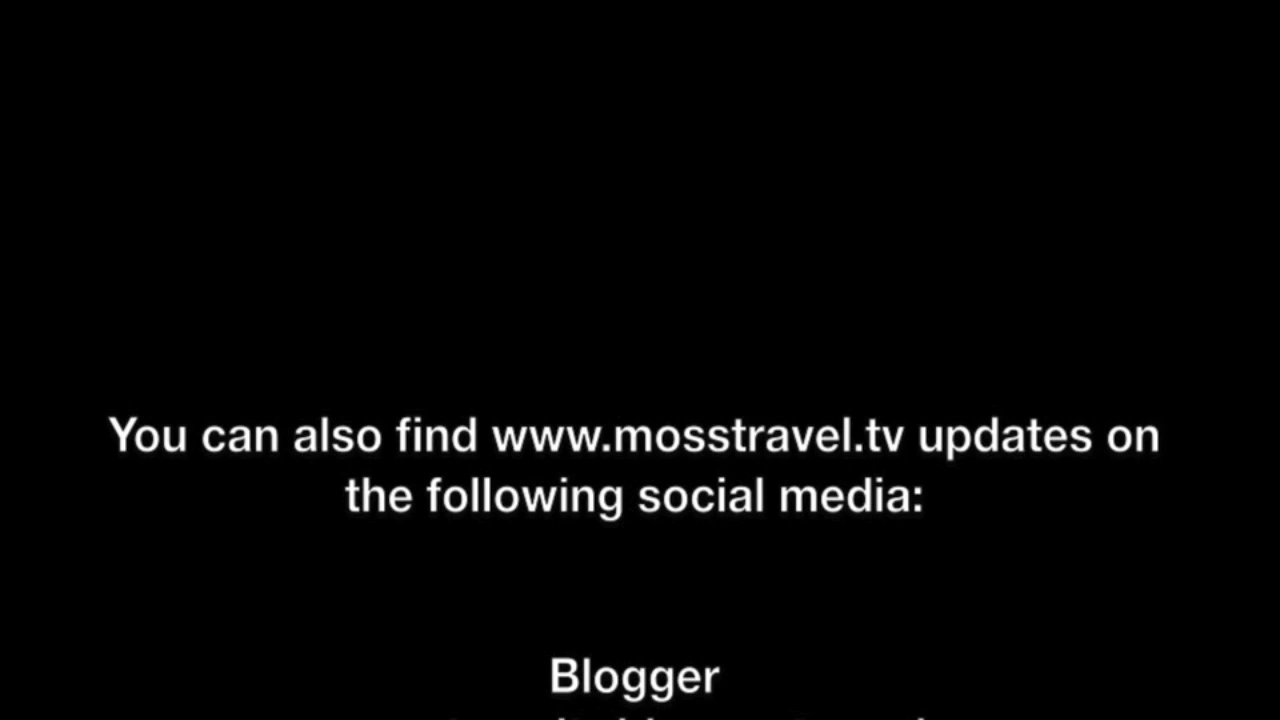 You can also find www.mosstravel.tv updates on
the following social media:
Blogger